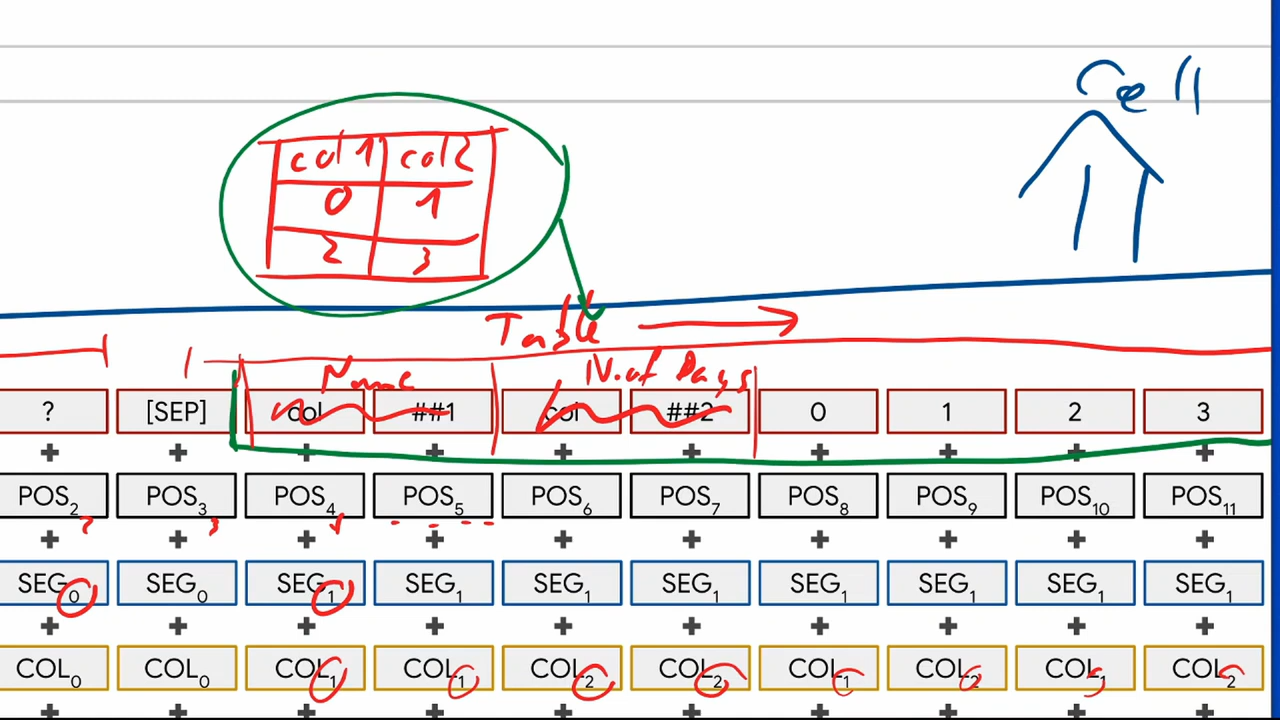 Cell
col1 col2
0 1
2 3
Table
Name N. of Days
? [SEP] col ##1 col ##2 0 1 2 3
+ + + + + + + + + +
POS2 POS3 POS4 POS5 POS6 POS7 POS8 POS9 POS10 POS11
+ + + + + + + + + +
SEG0 SEG0 SEG1 SEG1 SEG1 SEG1 SEG1 SEG1 SEG1 SEG1
+ + + + + + + + + +
COL0 COL0 COL1 COL1 COL2 COL2 COL1 COL2 COL1 COL2
+ + + + + + + + + +